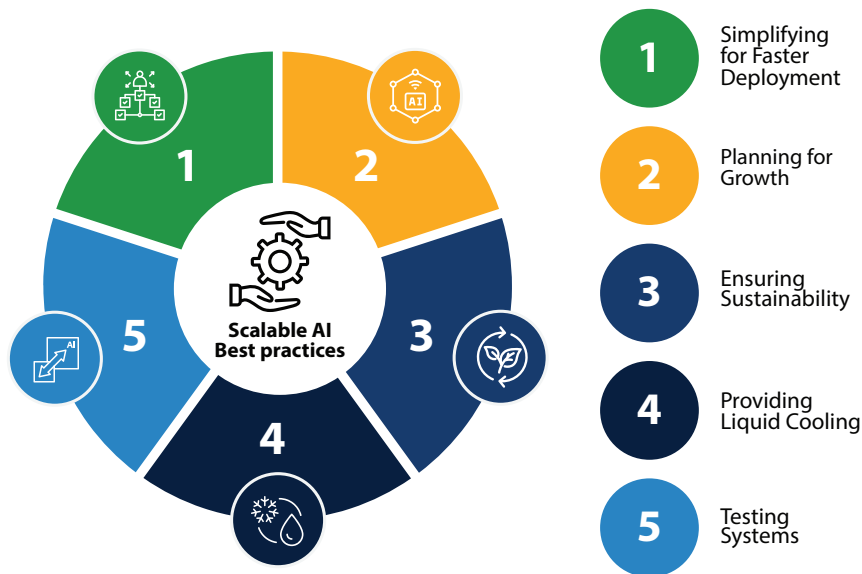 1
2
3
4
5
AI
AI
Scalable AI
Best practices
1
Simplifying
for Faster
Deployment
2
Planning for
Growth
3
Ensuring
Sustainability
4
Providing
Liquid Cooling
5
Testing
Systems